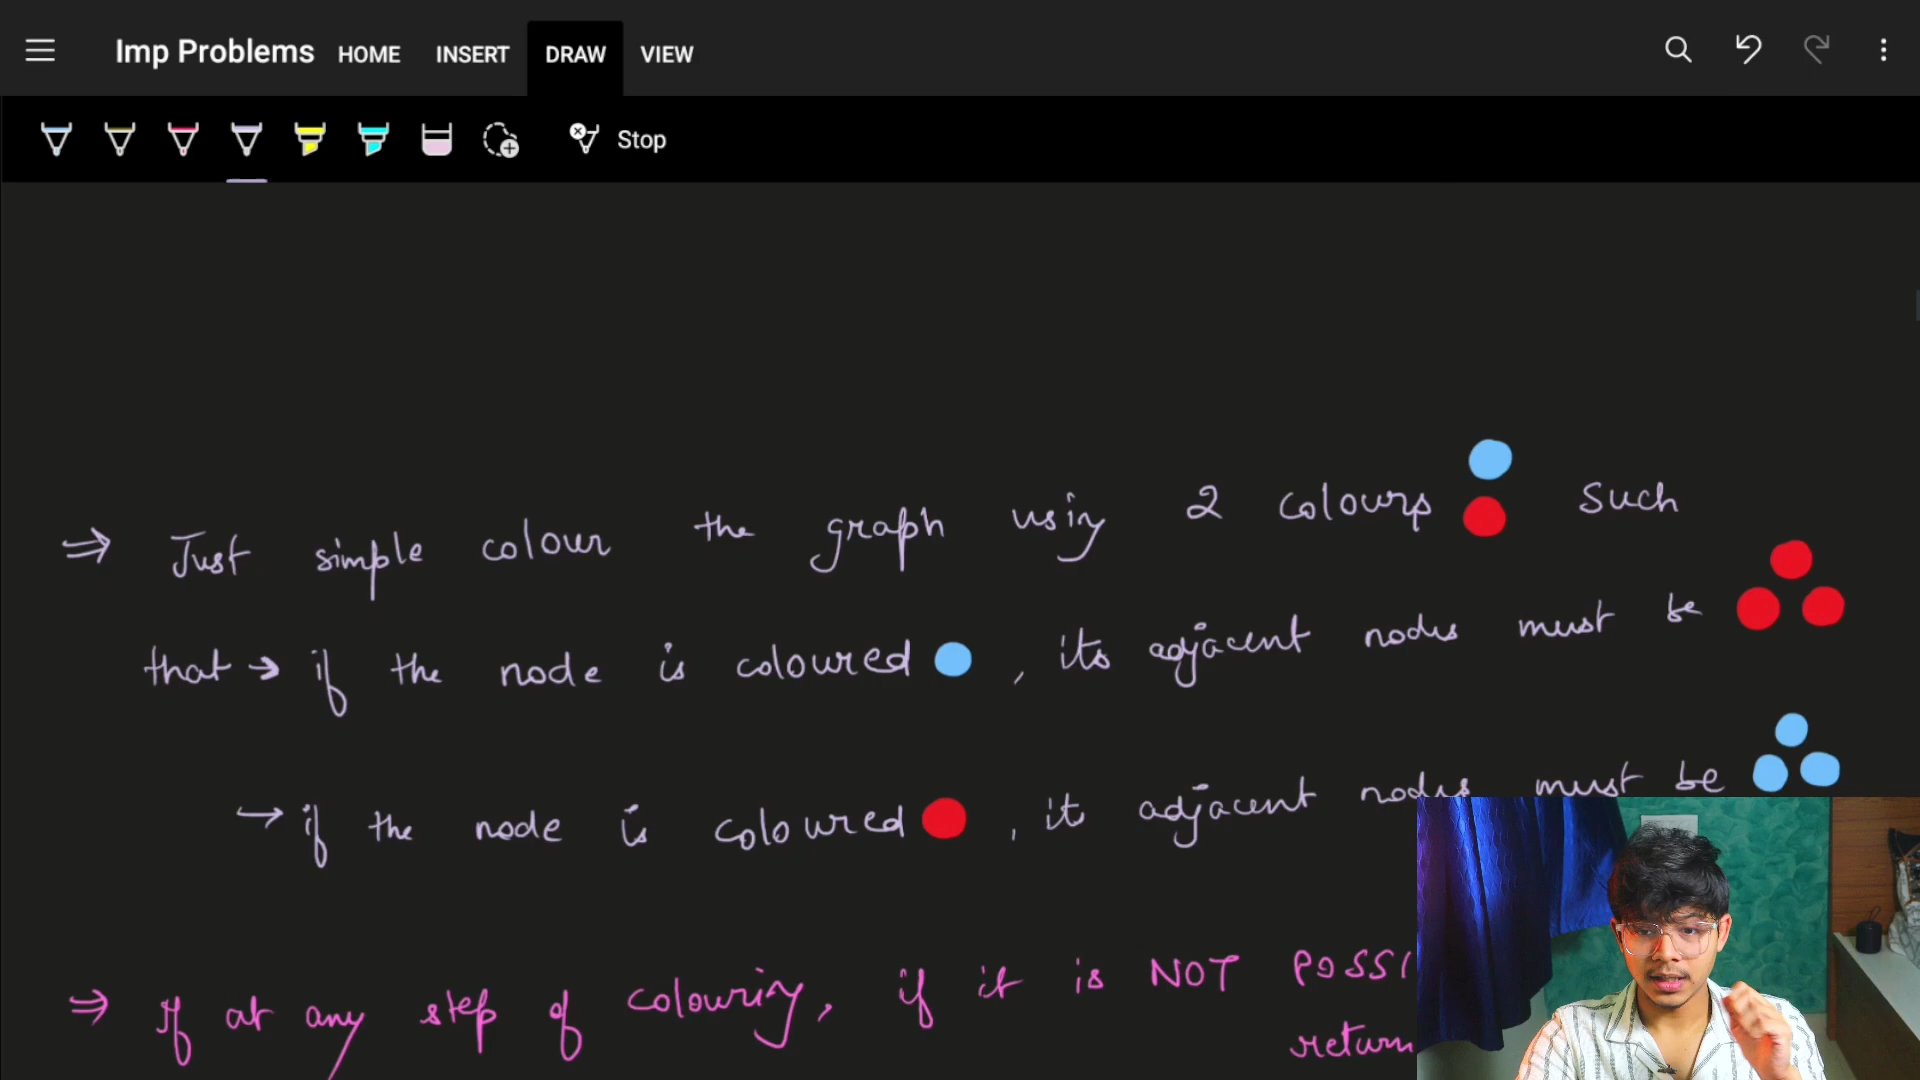 Imp Problems HOME INSERT DRAW VIEW
Stop
⇒ Just simple colour the graph using 2 colours such
that → if the node is coloured , its adjacent nodes must be
↪ if the node is coloured , it adjacent nodes must be
⇒ If at any step of colouring, if it is NOT POSSI
return